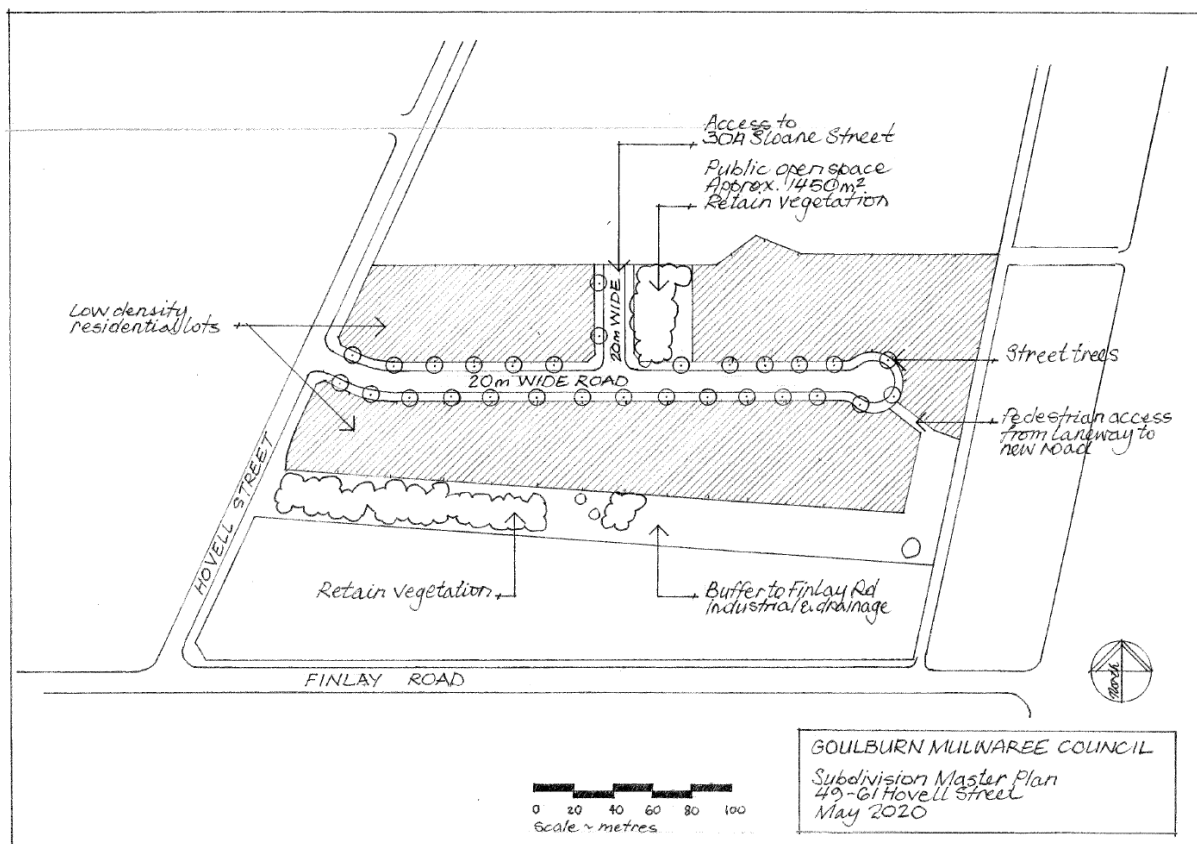 Access to
30A Sloane Street
Public open space
Approx. 1450m²
Retain vegetation
Low density
residential lots
20m WIDE
20m WIDE ROAD
Street trees
Pedestrian access
from laneway to
new road
HOVELL STREET
Retain vegetation
Buffer to Finlay Rd
industrial & drainage
FINLAY ROAD
North
GOULBURN MULWAREE COUNCIL
Subdivision Master Plan
49-61 Hovell Street
May 2020
0 20 40 60 80 100
Scale ~ metres